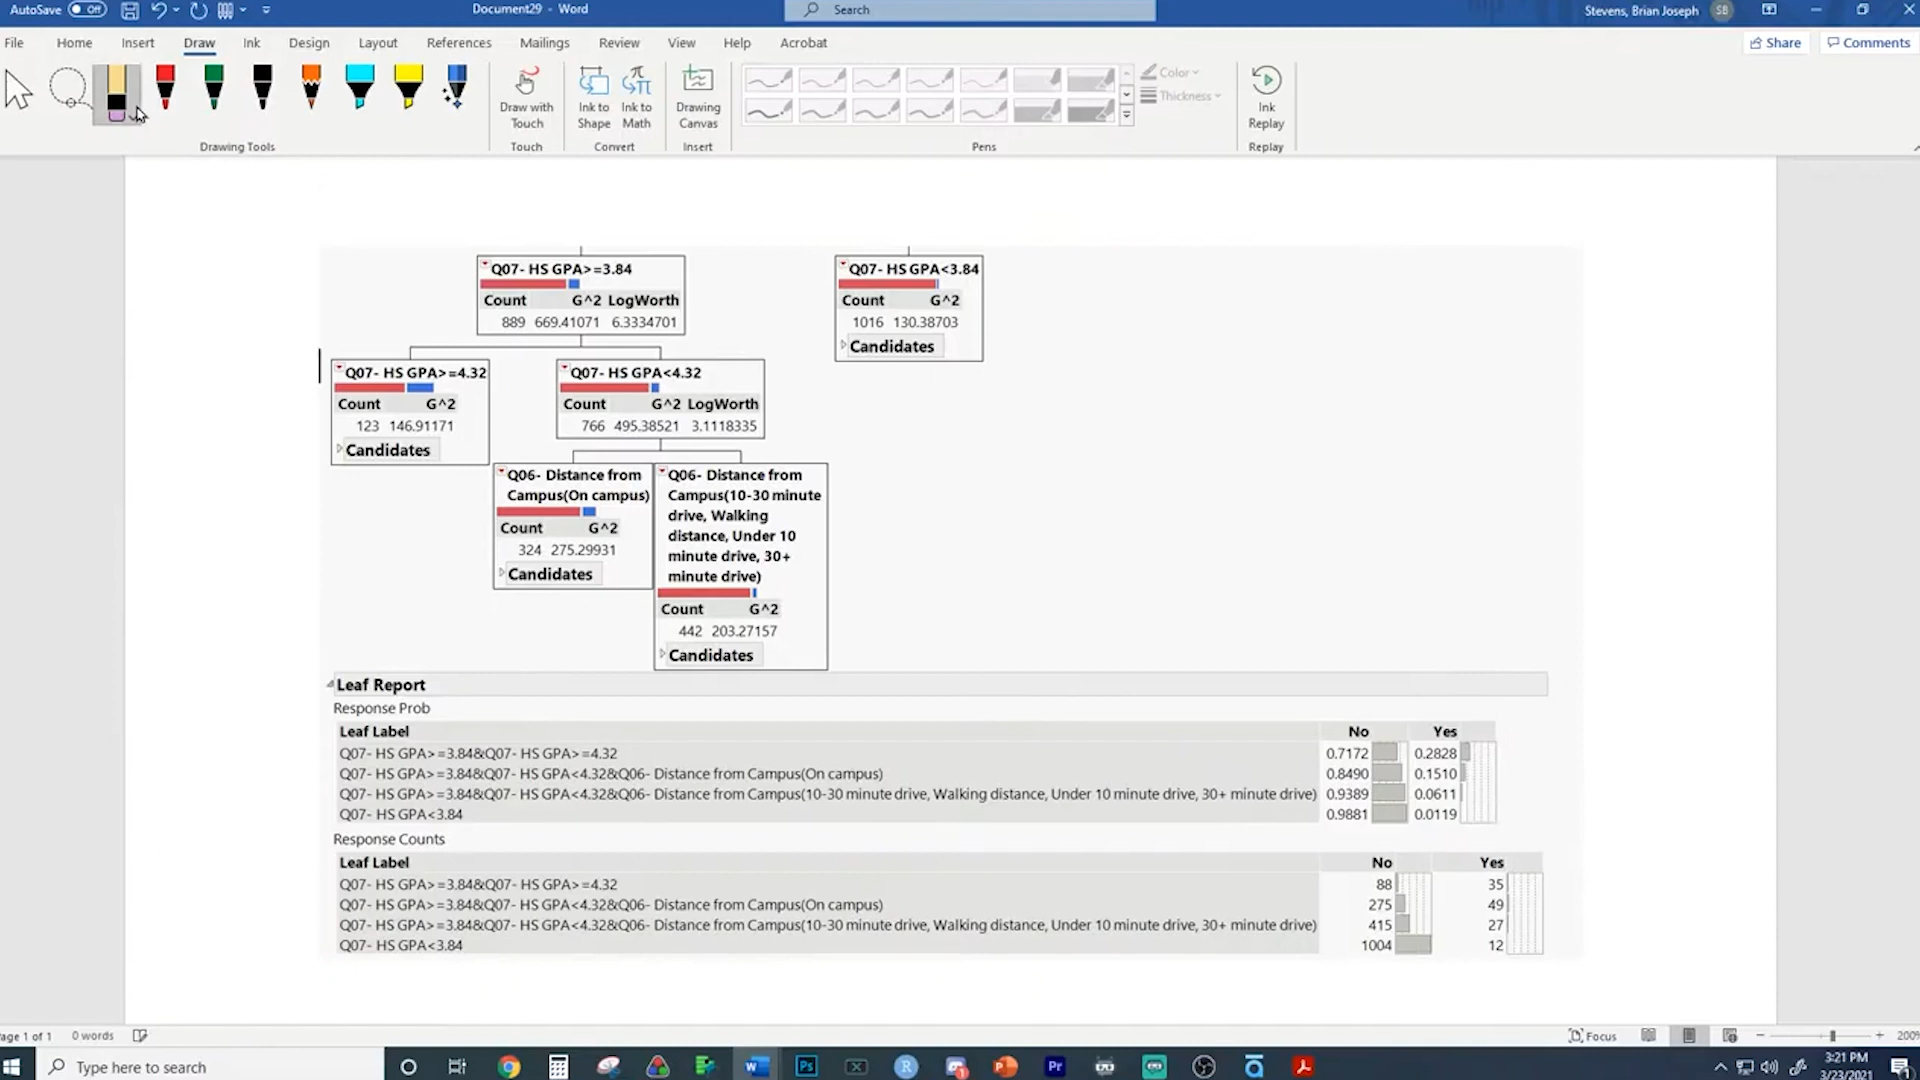 AutoSave Off
Document29 - Word
Search
Stevens, Brian Joseph SB
File Home Insert Draw Ink Design Layout References Mailings Review View Help Acrobat
Share Comments
Draw with Touch
Ink to Shape
Ink to Math
Drawing Canvas
Color
Thickness
Ink Replay
Drawing Tools Touch Convert Insert Pens Replay
Q07- HS GPA>=3.84
Count G^2 LogWorth
889 669.41071 6.3334701
Q07- HS GPA<3.84
Count G^2
1016 130.38703
Candidates
Q07- HS GPA>=4.32
Count G^2
123 146.91171
Candidates
Q07- HS GPA<4.32
Count G^2 LogWorth
766 495.38521 3.1118335
Q06- Distance from
Campus(On campus)
Count G^2
324 275.29931
Candidates
Q06- Distance from
Campus(10-30 minute
drive, Walking
distance, Under 10
minute drive, 30+
minute drive)
Count G^2
442 203.27157
Candidates
Leaf Report
Response Prob
Leaf Label No Yes
Q07- HS GPA>=3.84&Q07- HS GPA>=4.32 0.7172 0.2828
Q07- HS GPA>=3.84&Q07- HS GPA<4.32&Q06- Distance from Campus(On campus) 0.8490 0.1510
Q07- HS GPA>=3.84&Q07- HS GPA<4.32&Q06- Distance from Campus(10-30 minute drive, Walking distance, Under 10 minute drive, 30+ minute drive) 0.9389 0.0611
Q07- HS GPA<3.84 0.9881 0.0119
Response Counts
Leaf Label No Yes
Q07- HS GPA>=3.84&Q07- HS GPA>=4.32 88 35
Q07- HS GPA>=3.84&Q07- HS GPA<4.32&Q06- Distance from Campus(On campus) 275 49
Q07- HS GPA>=3.84&Q07- HS GPA<4.32&Q06- Distance from Campus(10-30 minute drive, Walking distance, Under 10 minute drive, 30+ minute drive) 415 27
Q07- HS GPA<3.84 1004 12
age 1 of 1 0 words
Focus
200%
Type here to search
3:21 PM
3/23/2021